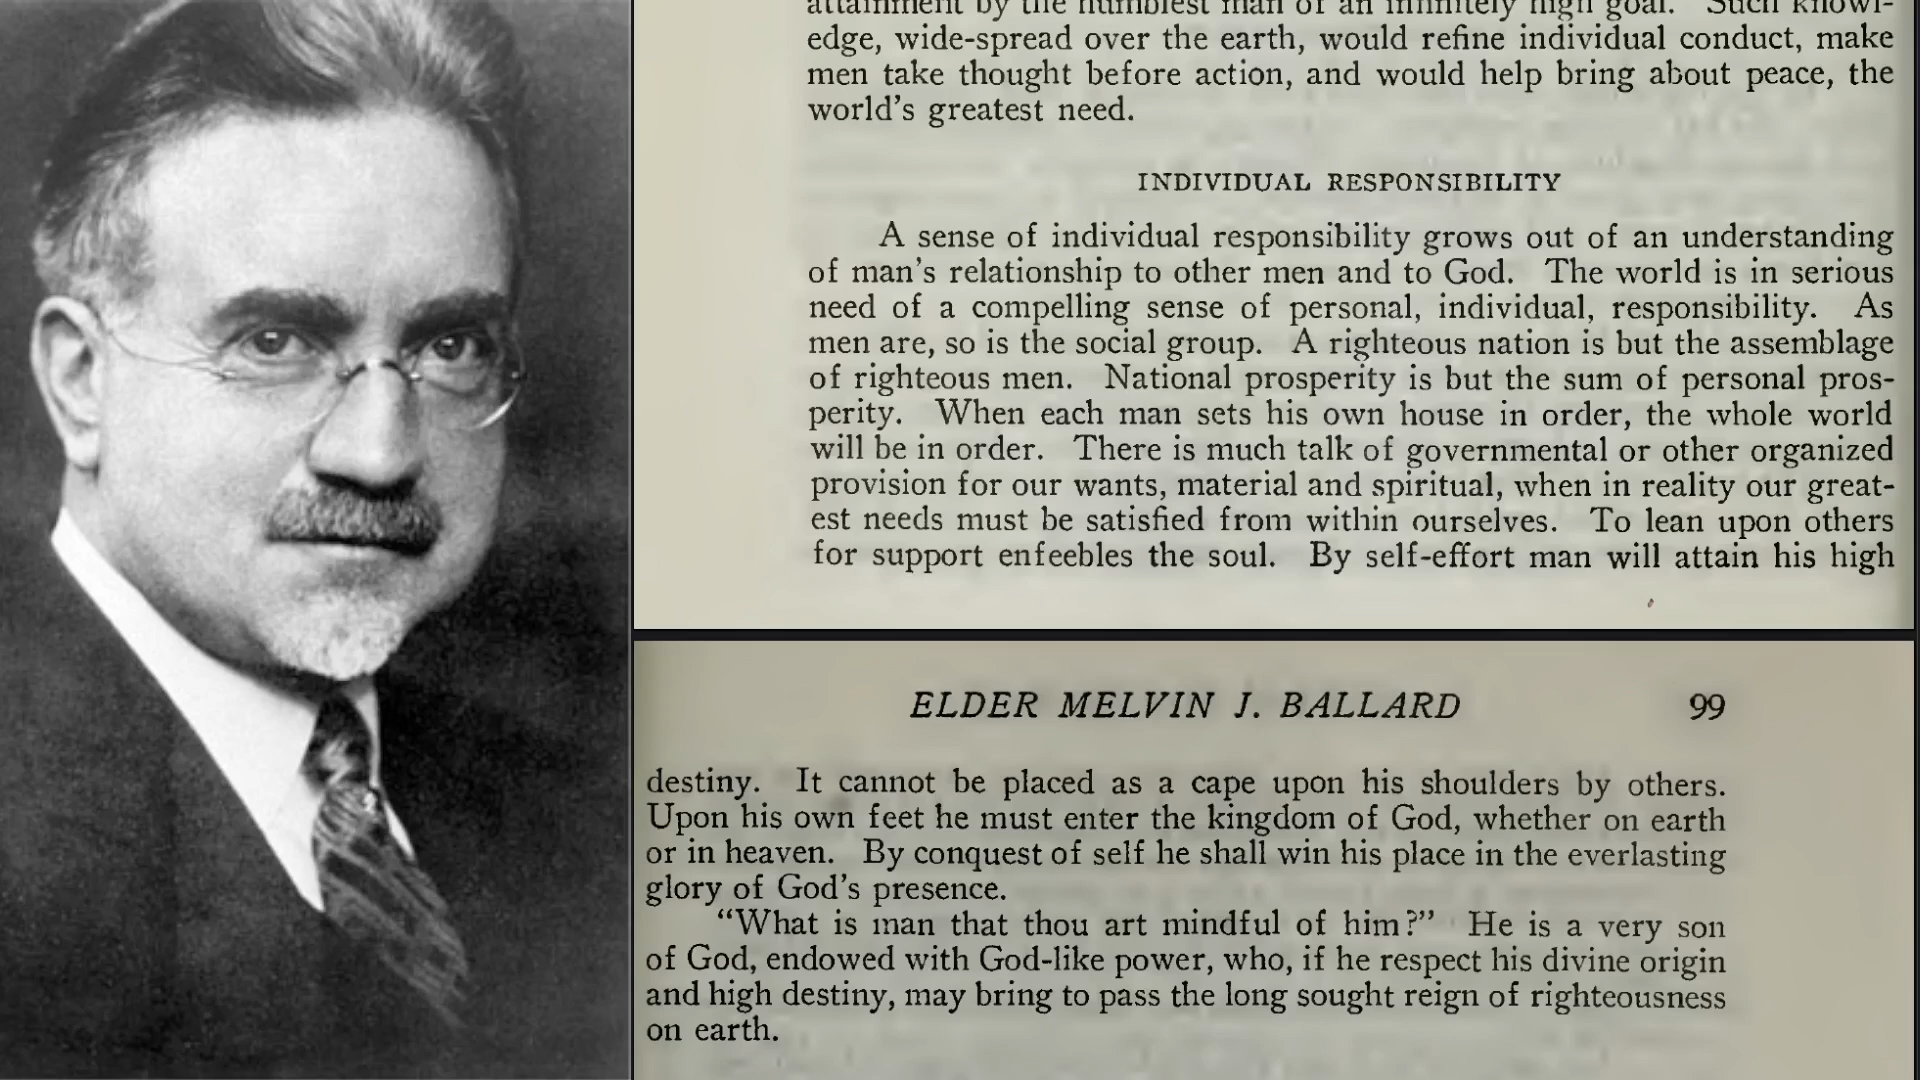 attainment by the humblest man of an infinitely high goal. Such knowl-
edge, wide-spread over the earth, would refine individual conduct, make
men take thought before action, and would help bring about peace, the
world's greatest need.
INDIVIDUAL RESPONSIBILITY
A sense of individual responsibility grows out of an understanding
of man's relationship to other men and to God. The world is in serious
need of a compelling sense of personal, individual, responsibility. As
men are, so is the social group. A righteous nation is but the assemblage
of righteous men. National prosperity is but the sum of personal pros-
perity. When each man sets his own house in order, the whole world
will be in order. There is much talk of governmental or other organized
provision for our wants, material and spiritual, when in reality our great-
est needs must be satisfied from within ourselves. To lean upon others
for support enfeebles the soul. By self-effort man will attain his high
ELDER MELVIN J. BALLARD 99
destiny. It cannot be placed as a cape upon his shoulders by others.
Upon his own feet he must enter the kingdom of God, whether on earth
or in heaven. By conquest of self he shall win his place in the everlasting
glory of God's presence.
"What is man that thou art mindful of him?" He is a very son
of God, endowed with God-like power, who, if he respect his divine origin
and high destiny, may bring to pass the long sought reign of righteousness
on earth.